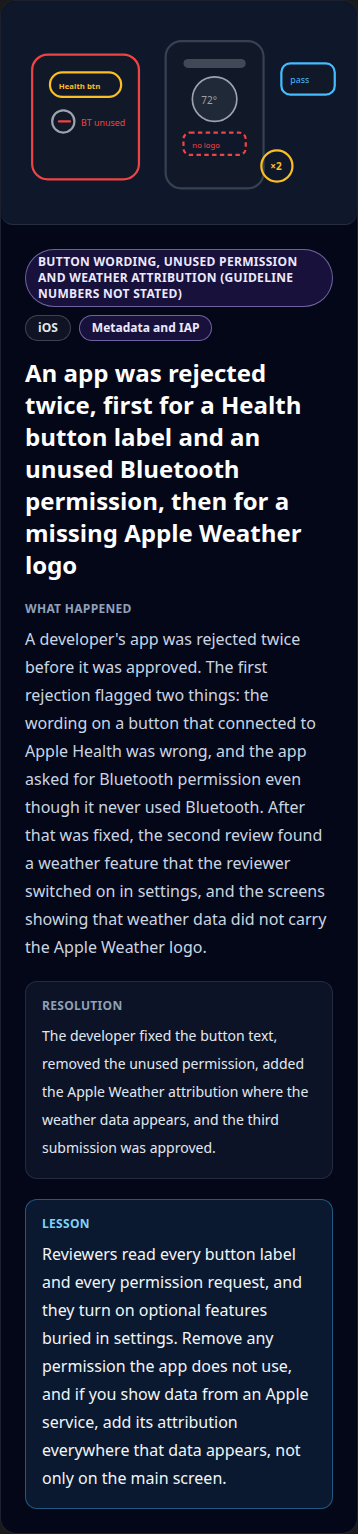 Health btn
BT unused
72°
no logo
×2
pass
BUTTON WORDING, UNUSED PERMISSION
AND WEATHER ATTRIBUTION (GUIDELINE
NUMBERS NOT STATED)
iOS
Metadata and IAP
An app was rejected
twice, first for a Health
button label and an
unused Bluetooth
permission, then for a
missing Apple Weather
logo
WHAT HAPPENED
A developer's app was rejected twice
before it was approved. The first
rejection flagged two things: the
wording on a button that connected to
Apple Health was wrong, and the app
asked for Bluetooth permission even
though it never used Bluetooth. After
that was fixed, the second review found
a weather feature that the reviewer
switched on in settings, and the screens
showing that weather data did not carry
the Apple Weather logo.
RESOLUTION
The developer fixed the button text,
removed the unused permission, added
the Apple Weather attribution where the
weather data appears, and the third
submission was approved.
LESSON
Reviewers read every button label
and every permission request, and
they turn on optional features
buried in settings. Remove any
permission the app does not use,
and if you show data from an Apple
service, add its attribution
everywhere that data appears, not
only on the main screen.